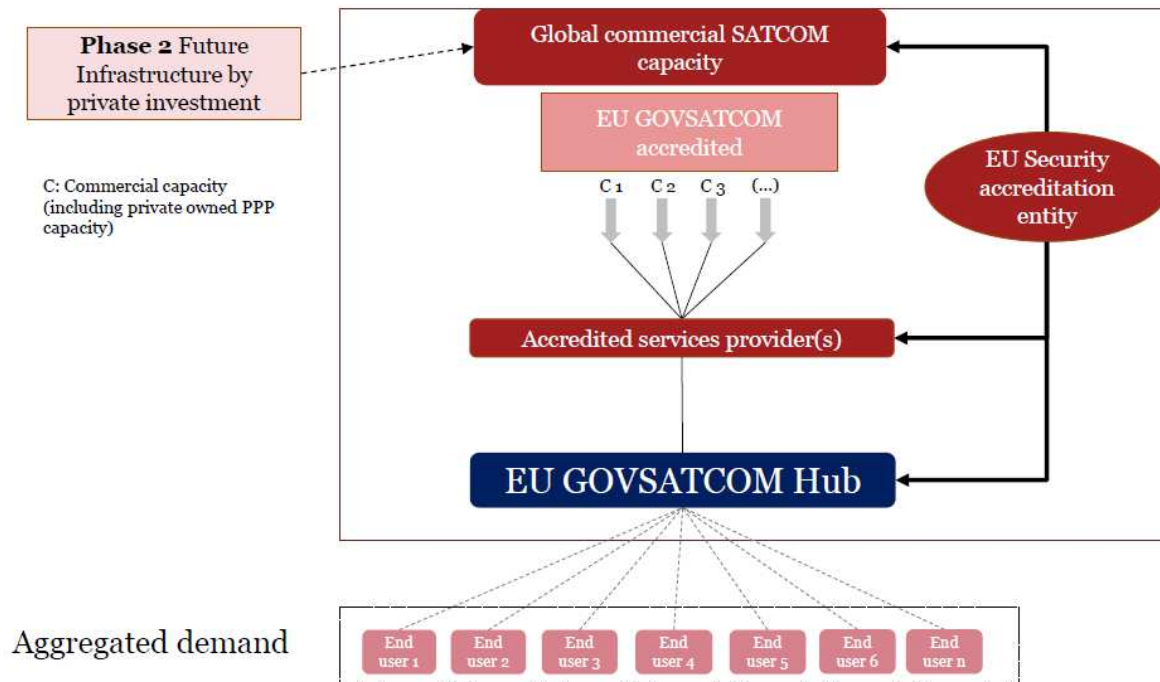 Phase 2 Future
Infrastructure by
private investment
Global commercial SATCOM
capacity
EU GOVSATCOM
accredited
C: Commercial capacity
(including private owned PPP
capacity)
C 1 C 2 C 3 (...)
EU Security
accreditation
entity
Accredited services provider(s)
EU GOVSATCOM Hub
Aggregated demand
End
user 1
End
user 2
End
user 3
End
user 4
End
user 5
End
user 6
End
user n